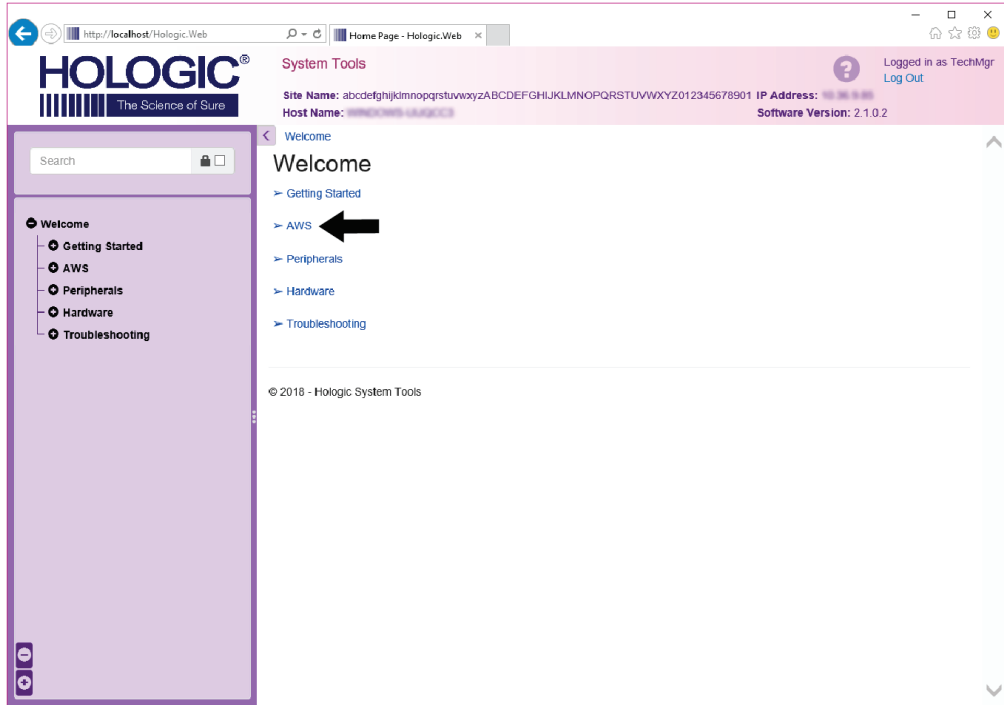 http://localhost/Hologic.Web
Home Page - Hologic.Web
HOLOGIC®
The Science of Sure
System Tools
Logged in as TechMgr
Log Out
Site Name: abcdefghijklmnopqrstuvwxyzABCDEFGHIJKLMNOPQRSTUVWXYZ012345678901 IP Address:
Host Name:
Software Version: 2.1.0.2
Search
Welcome
Getting Started
AWS
Peripherals
Hardware
Troubleshooting
Welcome
Welcome
➢ Getting Started
➢ AWS
➢ Peripherals
➢ Hardware
➢ Troubleshooting
© 2018 - Hologic System Tools